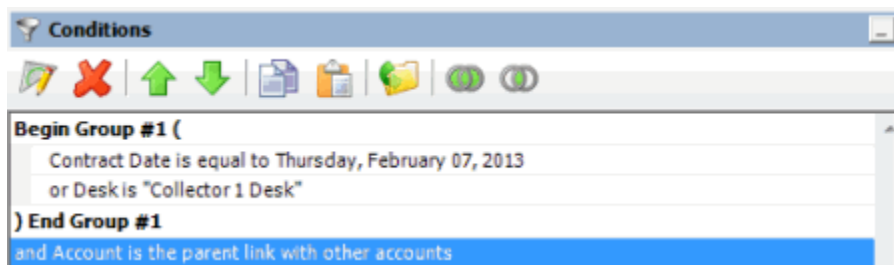 Conditions
Begin Group #1 (
Contract Date is equal to Thursday, February 07, 2013
or Desk is "Collector 1 Desk"
) End Group #1
and Account is the parent link with other accounts